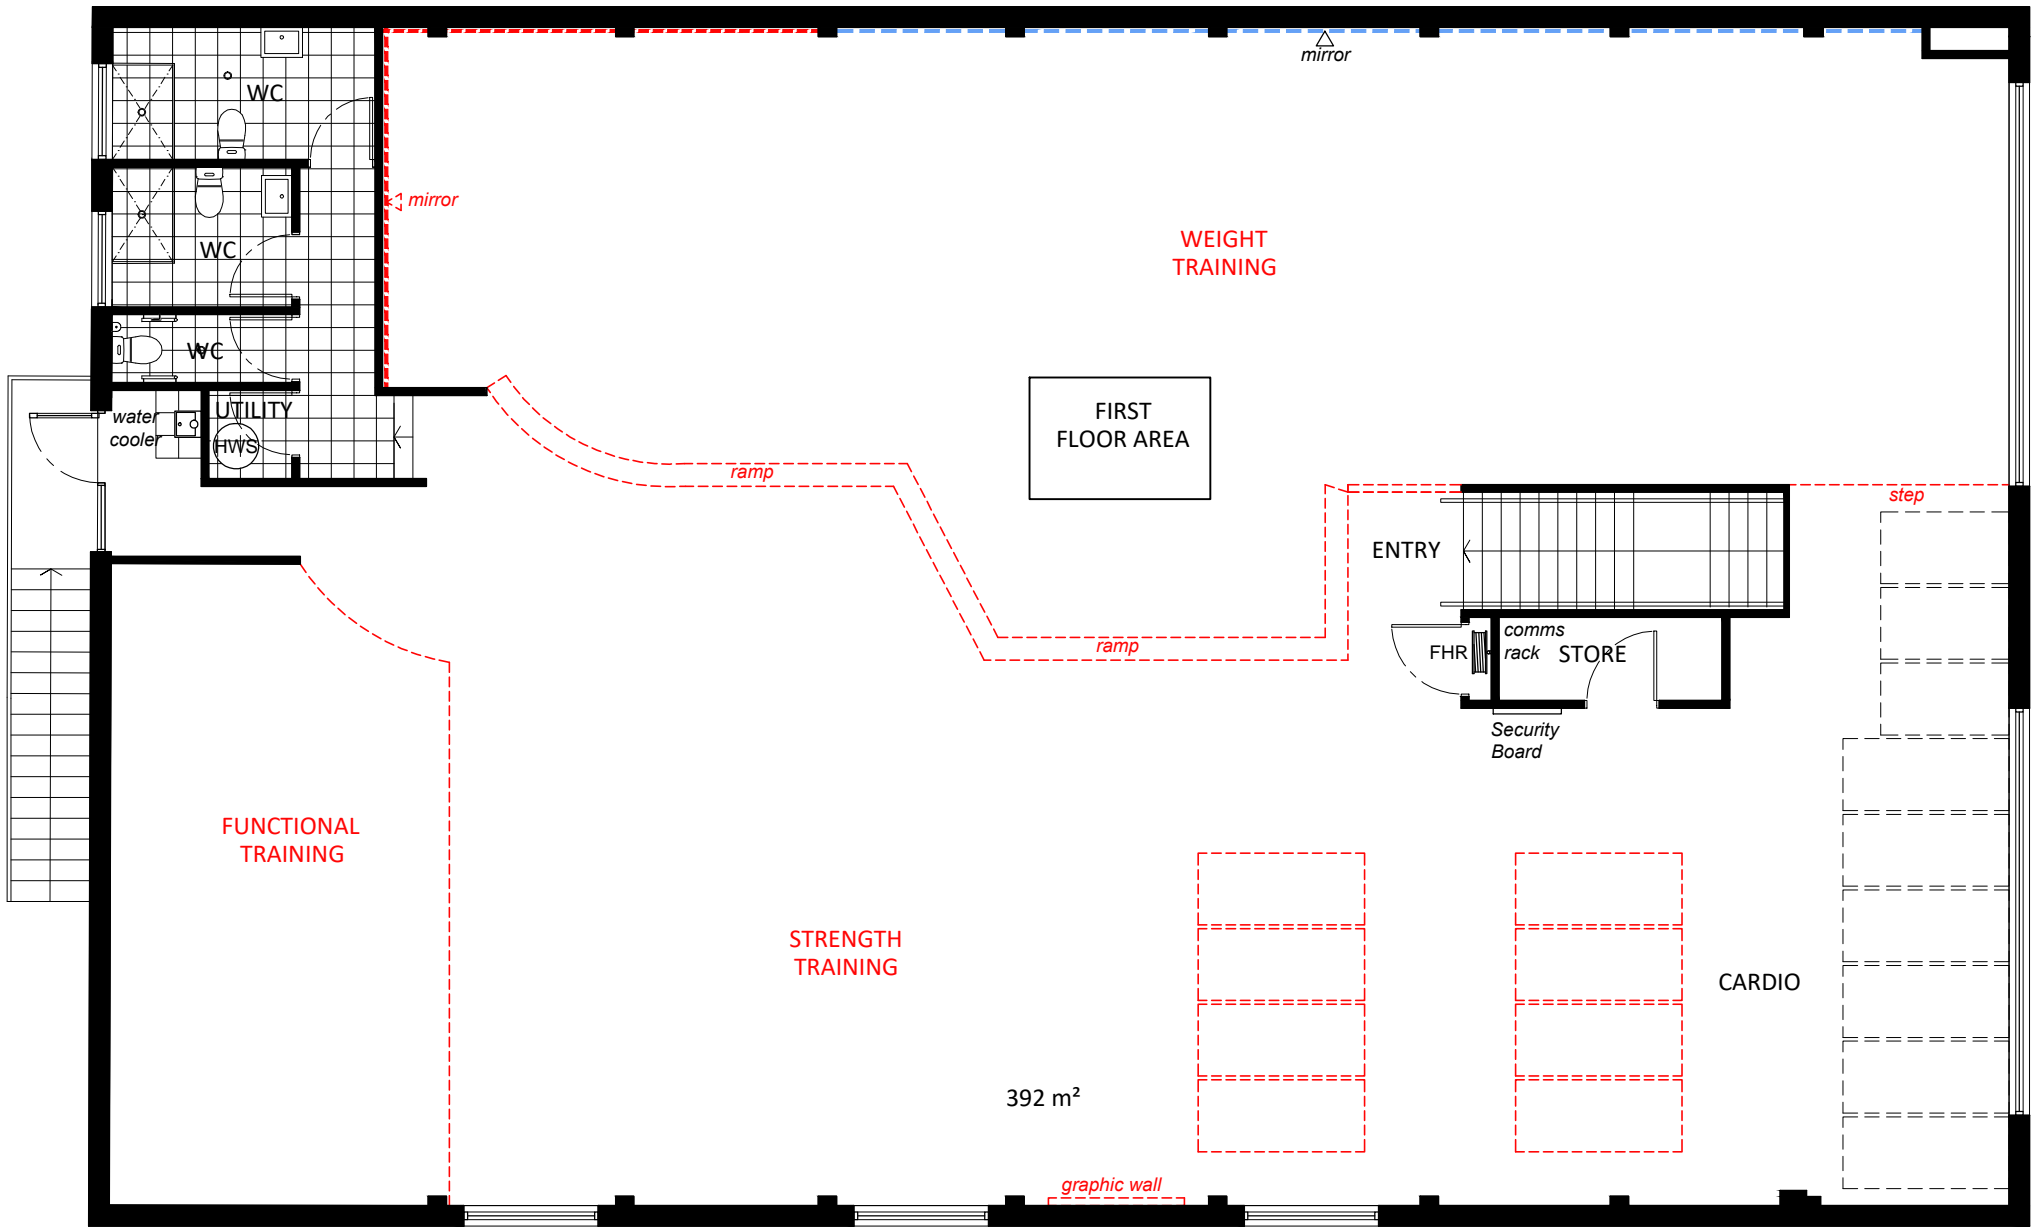 WC
mirror
mirror
WC
WEIGHT
TRAINING
WC
water
cooler
UTILITY
HWS
FIRST
FLOOR AREA
ramp
step
ENTRY
ramp
FHR
comms
rack
STORE
Security
Board
FUNCTIONAL
TRAINING
STRENGTH
TRAINING
CARDIO
392 m²
graphic wall